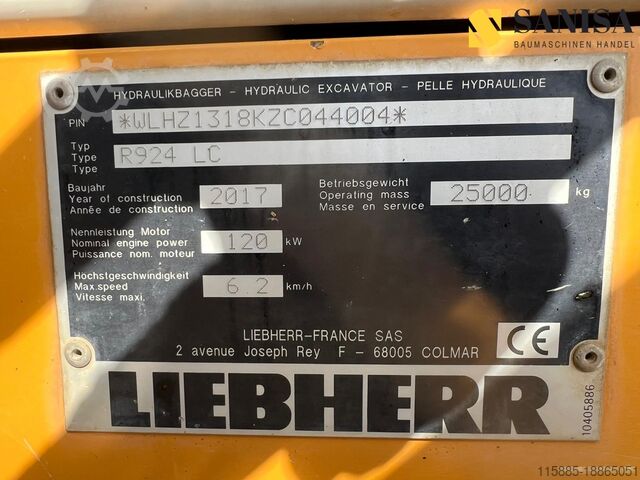 SANISA
BAUMASCHINEN HANDEL
HYDRAULIKBAGGER - HYDRAULIC EXCAVATOR - PELLE HYDRAULIQUE
PIN *WLHZ1318KZC044004*
Typ
Type R924 LC
Type
Baujahr
Year of construction 2017
Année de construction
Betriebsgewicht
Operating mass 25000 kg
Masse en service
Nennleistung Motor
Nominal engine power 120 kW
Puissance nom. moteur
Hochstgeschwindigkeit
Max.speed 6.2 km/h
Vitesse maxi.
LIEBHERR-FRANCE SAS
2 avenue Joseph Rey F - 68005 COLMAR
CE
LIEBHERR
10405886
115885-18865051